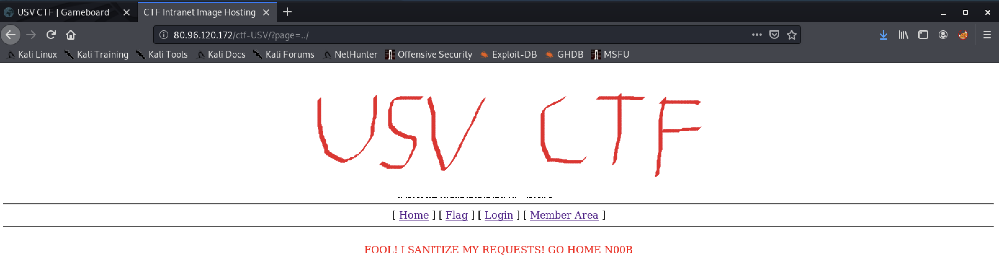 USV CTF | Gameboard
CTF Intranet Image Hosting
80.96.120.172/ctf-USV/?page=../
Kali Linux Kali Training Kali Tools Kali Docs Kali Forums NetHunter Offensive Security Exploit-DB GHDB MSFU
USV CTF
[ Home ] [ Flag ] [ Login ] [ Member Area ]
FOOL! I SANITIZE MY REQUESTS! GO HOME N00B